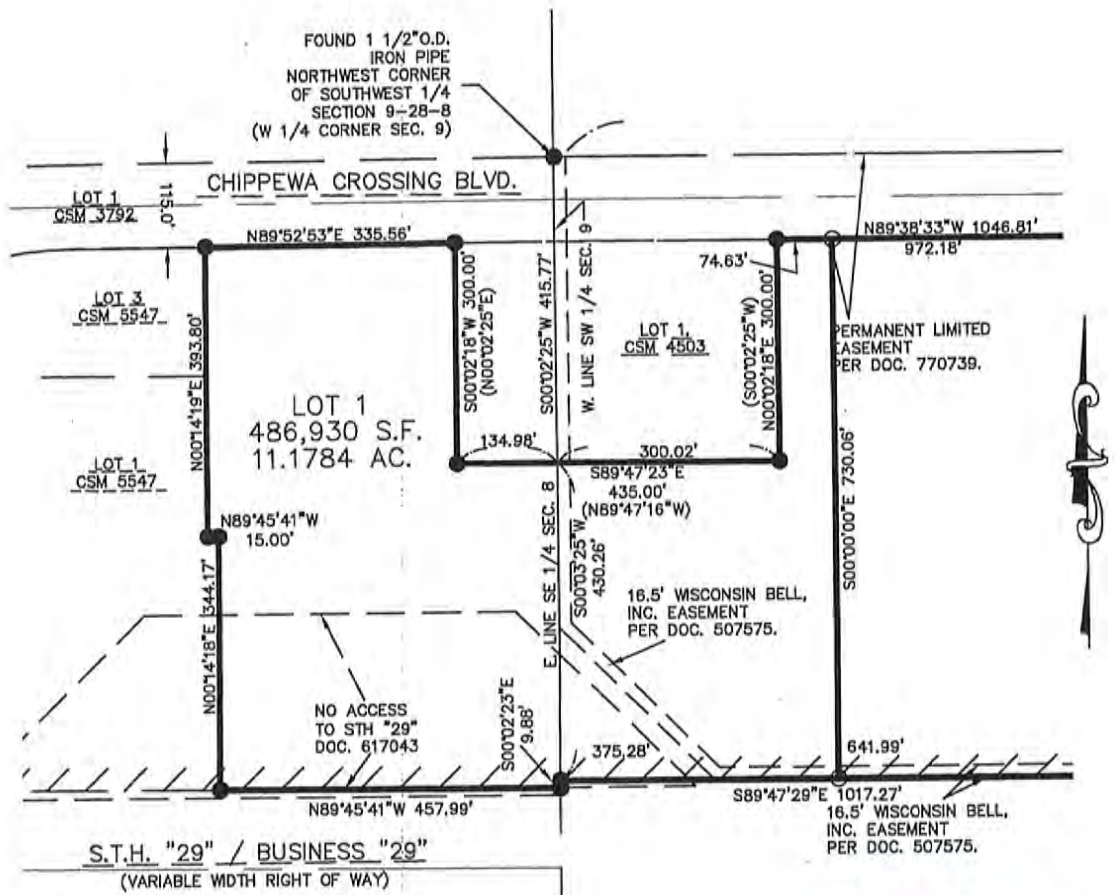 FOUND 1 1/2"O.D.
IRON PIPE
NORTHWEST CORNER
OF SOUTHWEST 1/4
SECTION 9-28-8
(W 1/4 CORNER SEC. 9)
CHIPPEWA CROSSING BLVD.
LOT 1
CSM 3792
115.0'
N89°52'53"E 335.56'
N89°38'33"W 1046.81'
972.18'
74.63'
LOT 3
CSM 5547
N00°14'19"E 393.80'
S00°02'18"W 300.00'
(N00°02'25"E)
S00°02'25"W 415.77'
W. LINE SW 1/4 SEC. 9
LOT 1,
CSM 4503
(S00°02'25"W)
N00°02'18"E 300.00'
PERMANENT LIMITED
EASEMENT
PER DOC. 770739.
LOT 1
486,930 S.F.
11.1784 AC.
LOT 1
CSM 5547
134.98'
300.02'
S89°47'23"E
435.00'
(N89°47'16"W)
N89°45'41"W
15.00'
E. LINE SE 1/4 SEC. 8
S00°03'25"W
430.26'
S00°00'00"E 730.06'
N00°14'18"E 344.17'
16.5' WISCONSIN BELL,
INC. EASEMENT
PER DOC. 507575.
NO ACCESS
TO STH "29"
DOC. 617043
S00°02'23"E
9.88'
375.28'
641.99'
N89°45'41"W 457.99'
S89°47'29"E 1017.27'
16.5' WISCONSIN BELL,
INC. EASEMENT
PER DOC. 507575.
S.T.H. "29" / BUSINESS "29"
(VARIABLE WIDTH RIGHT OF WAY)